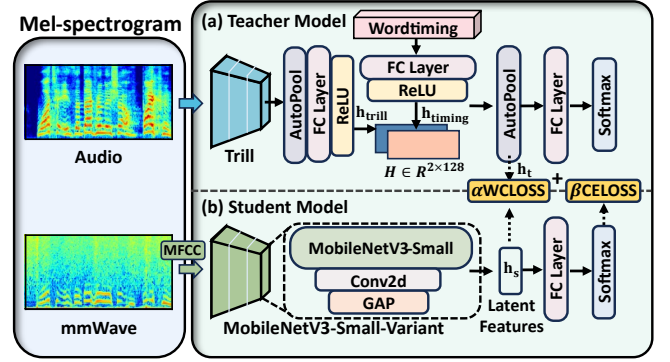 Mel-spectrogram
Audio
MFCC
mmWave
(a) Teacher Model
Wordtiming
FC Layer
ReLU
Trill
AutoPool
FC Layer
ReLU
h_trill
h_timing
H ∈ R^{2×128}
AutoPool
FC Layer
Softmax
h_t
αWCLOSS
+
βCELOSS
(b) Student Model
MobileNetV3-Small
Conv2d
GAP
MobileNetV3-Small-Variant
h_s
Latent
Features
FC Layer
Softmax